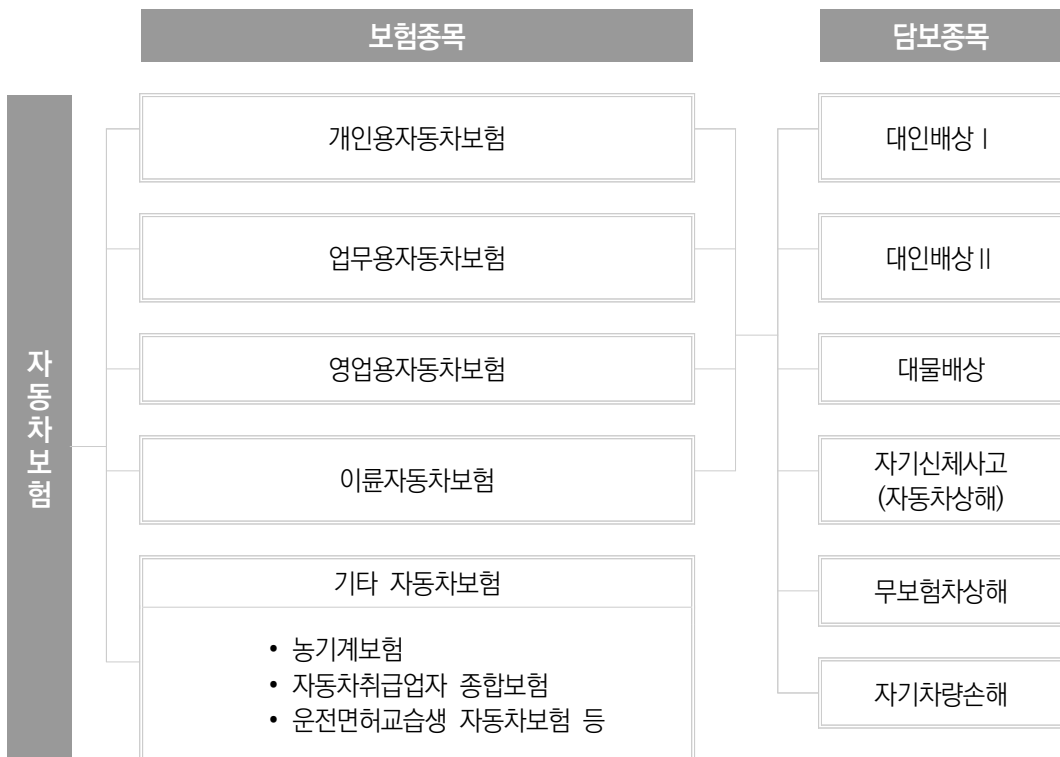 보험종목
담보종목
자동차보험
개인용자동차보험
업무용자동차보험
영업용자동차보험
이륜자동차보험
기타 자동차보험
• 농기계보험
• 자동차취급업자 종합보험
• 운전면허교습생 자동차보험 등
대인배상Ⅰ
대인배상Ⅱ
대물배상
자기신체사고
(자동차상해)
무보험차상해
자기차량손해